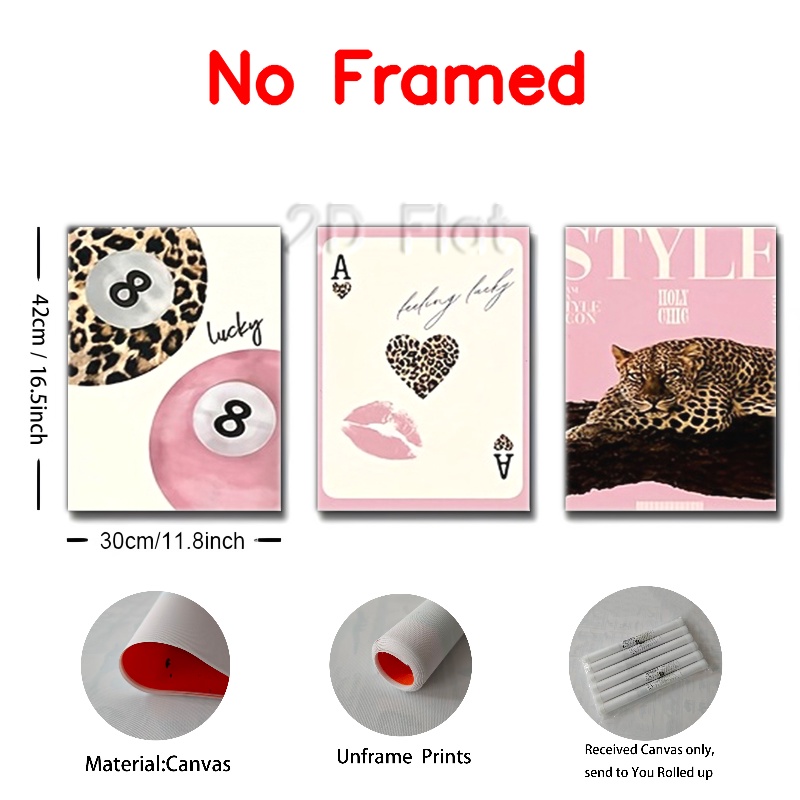 No Framed
2D Flat
42cm / 16.5inch
8
lucky
8
A
feeling lucky
A
STYLE
STYLE
ICON
HOLY
CHIC
30cm/11.8inch
Material:Canvas
Unframe Prints
Received Canvas only,
send to You Rolled up